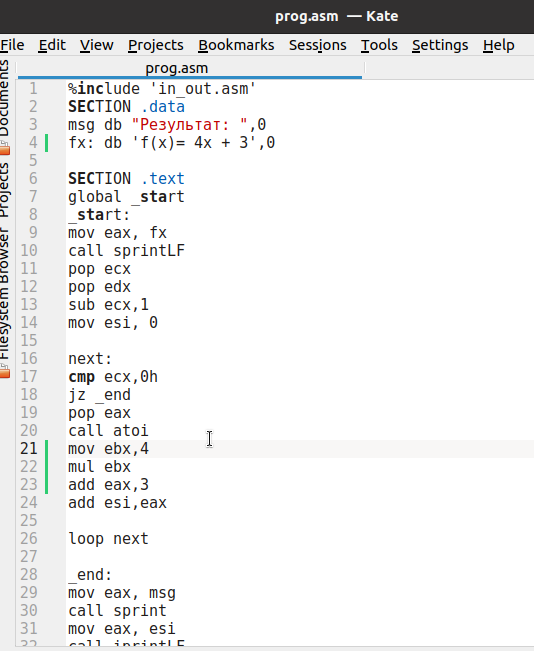 prog.asm — Kate
File Edit View Projects Bookmarks Sessions Tools Settings Help
prog.asm
Documents
Projects
Filesystem Browser
1 %include 'in_out.asm'
2 SECTION .data
3 msg db "Результат: ",0
4 fx: db 'f(x)= 4x + 3',0
5
6 SECTION .text
7 global _start
8 _start:
9 mov eax, fx
10 call sprintLF
11 pop ecx
12 pop edx
13 sub ecx,1
14 mov esi, 0
15
16 next:
17 cmp ecx,0h
18 jz _end
19 pop eax
20 call atoi
21 mov ebx,4
22 mul ebx
23 add eax,3
24 add esi,eax
25
26 loop next
27
28 _end:
29 mov eax, msg
30 call sprint
31 mov eax, esi
32 call iprintLF